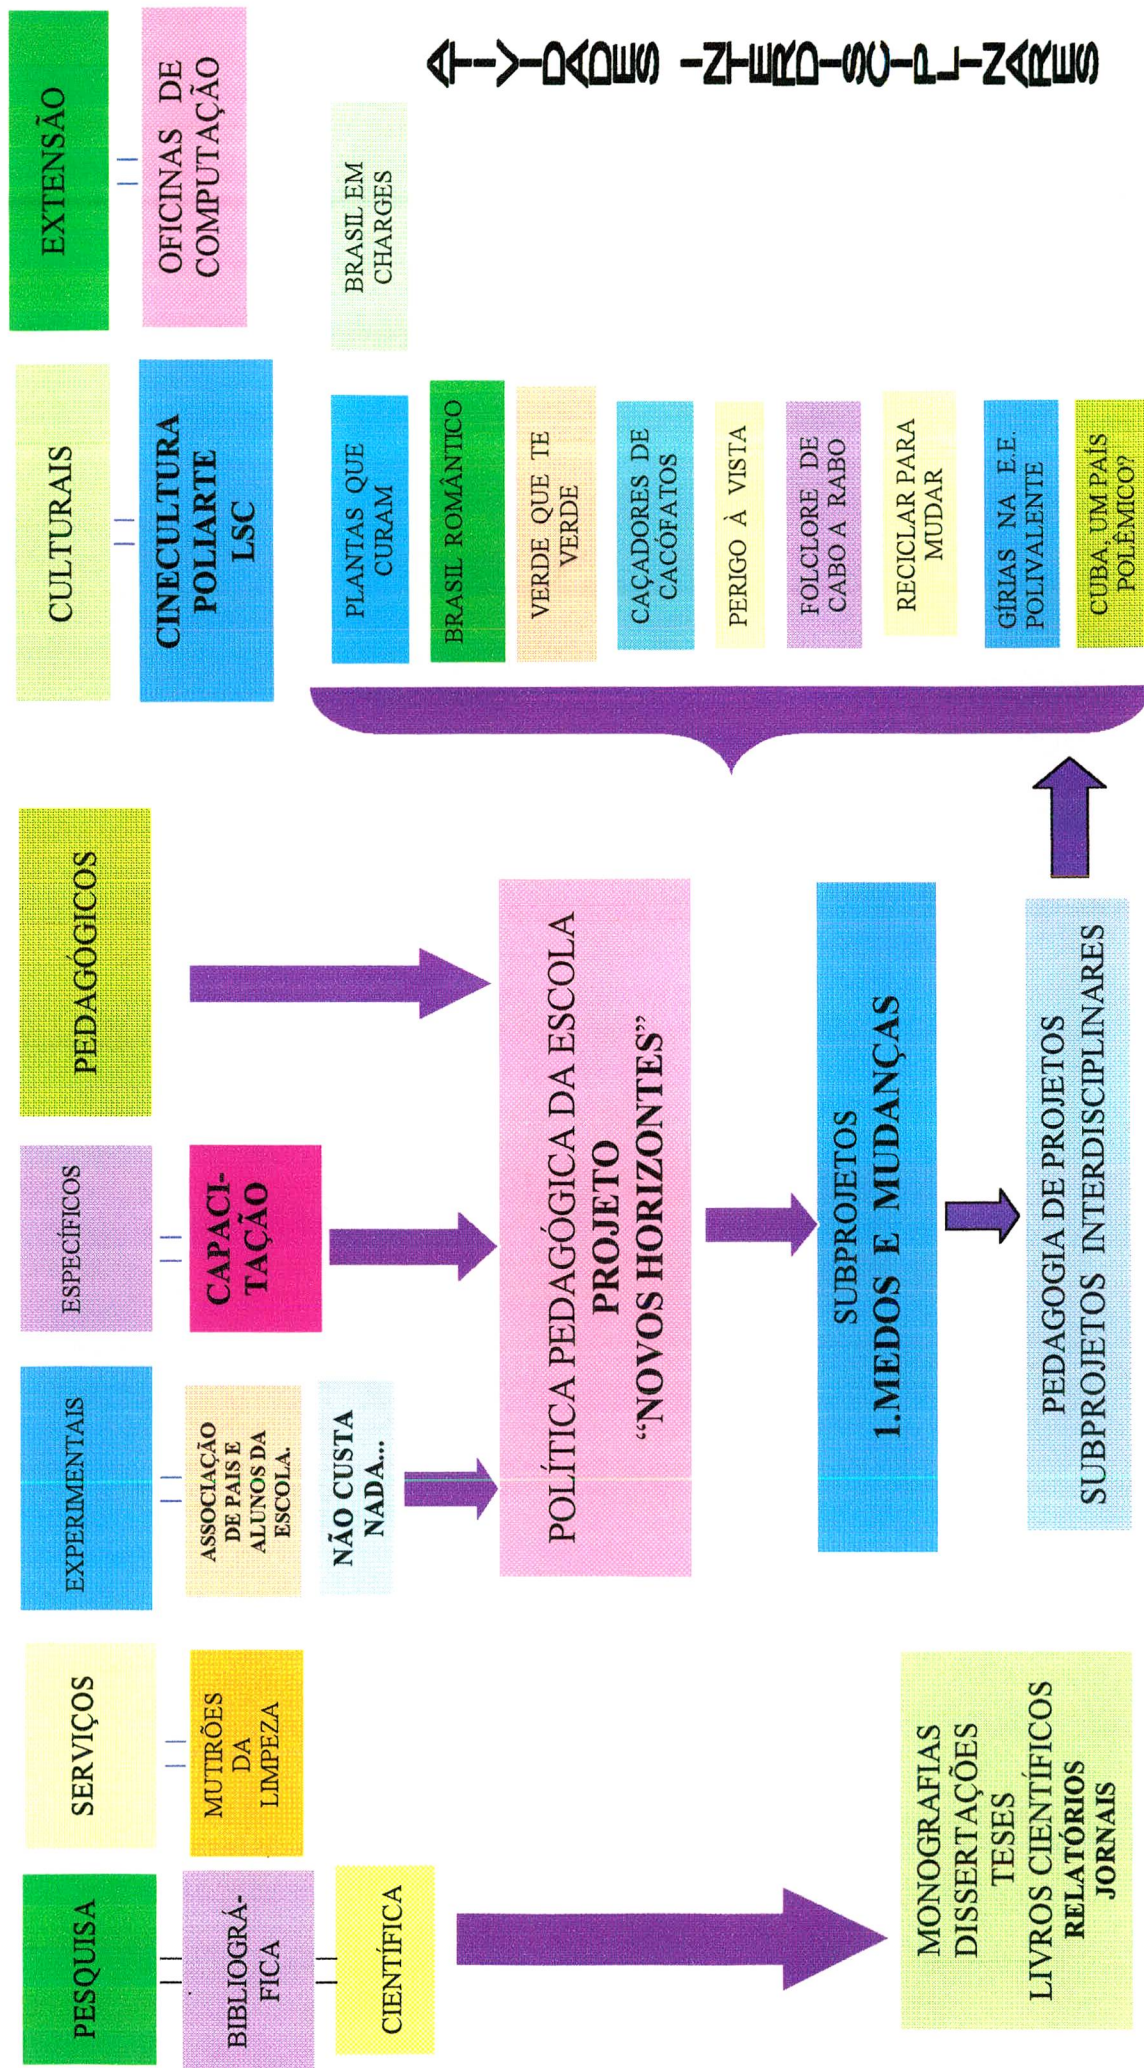 PESQUISA
BIBLIOGRÁ-
FICA
CIENTÍFICA
MONOGRAFIAS
DISSERTAÇÕES
TESES
LIVROS CIENTÍFICOS
RELATÓRIOS
JORNAIS
SERVIÇOS
MUTIRÕES
DA
LIMPEZA
EXPERIMENTAIS
ASSOCIAÇÃO
DE PAIS E
ALUNOS DA
ESCOLA.
NÃO CUSTA
NADA...
ESPECÍFICOS
CAPACI-
TAÇÃO
PEDAGÓGICOS
POLÍTICA PEDAGÓGICA DA ESCOLA
PROJETO
“NOVOS HORIZONTES”
SUBPROJETOS
1.MEDOS E MUDANÇAS
PEDAGOGIA DE PROJETOS
SUBPROJETOS INTERDISCIPLINARES
CULTURAIS
CINECULTURA
POLIARTE
LSC
EXTENSÃO
OFICINAS DE
COMPUTAÇÃO
PLANTAS QUE
CURAM
BRASIL EM
CHARGES
BRASIL ROMÂNTICO
VERDE QUE TE
VERDE
CAÇADORES DE
CACÓFATOS
PERIGO À VISTA
FOLCLORE DE
CABO A RABO
RECICLAR PARA
MUDAR
GÍRIAS NA E.E.
POLIVALENTE
CUBA, UM PAÍS
POLÊMICO?
ATIVIDADES INTERDISCIPLINARES